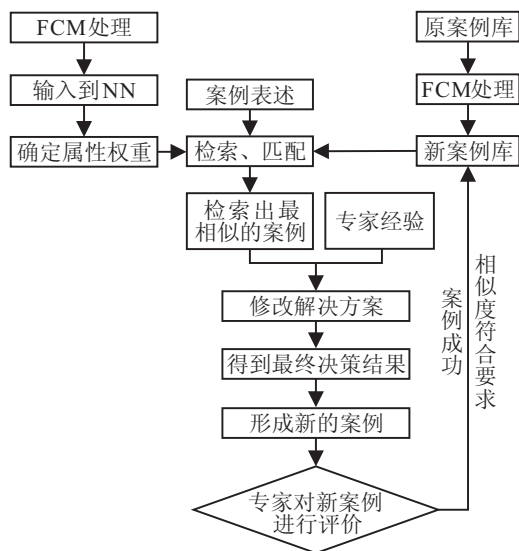 FCM处理
输入到NN
确定属性权重
案例表述
检索、匹配
原案例库
FCM处理
新案例库
检索出最
相似的案例
专家经验
修改解决方案
得到最终决策结果
形成新的案例
专家对新案例
进行评价
案例成功
相似度符合要求